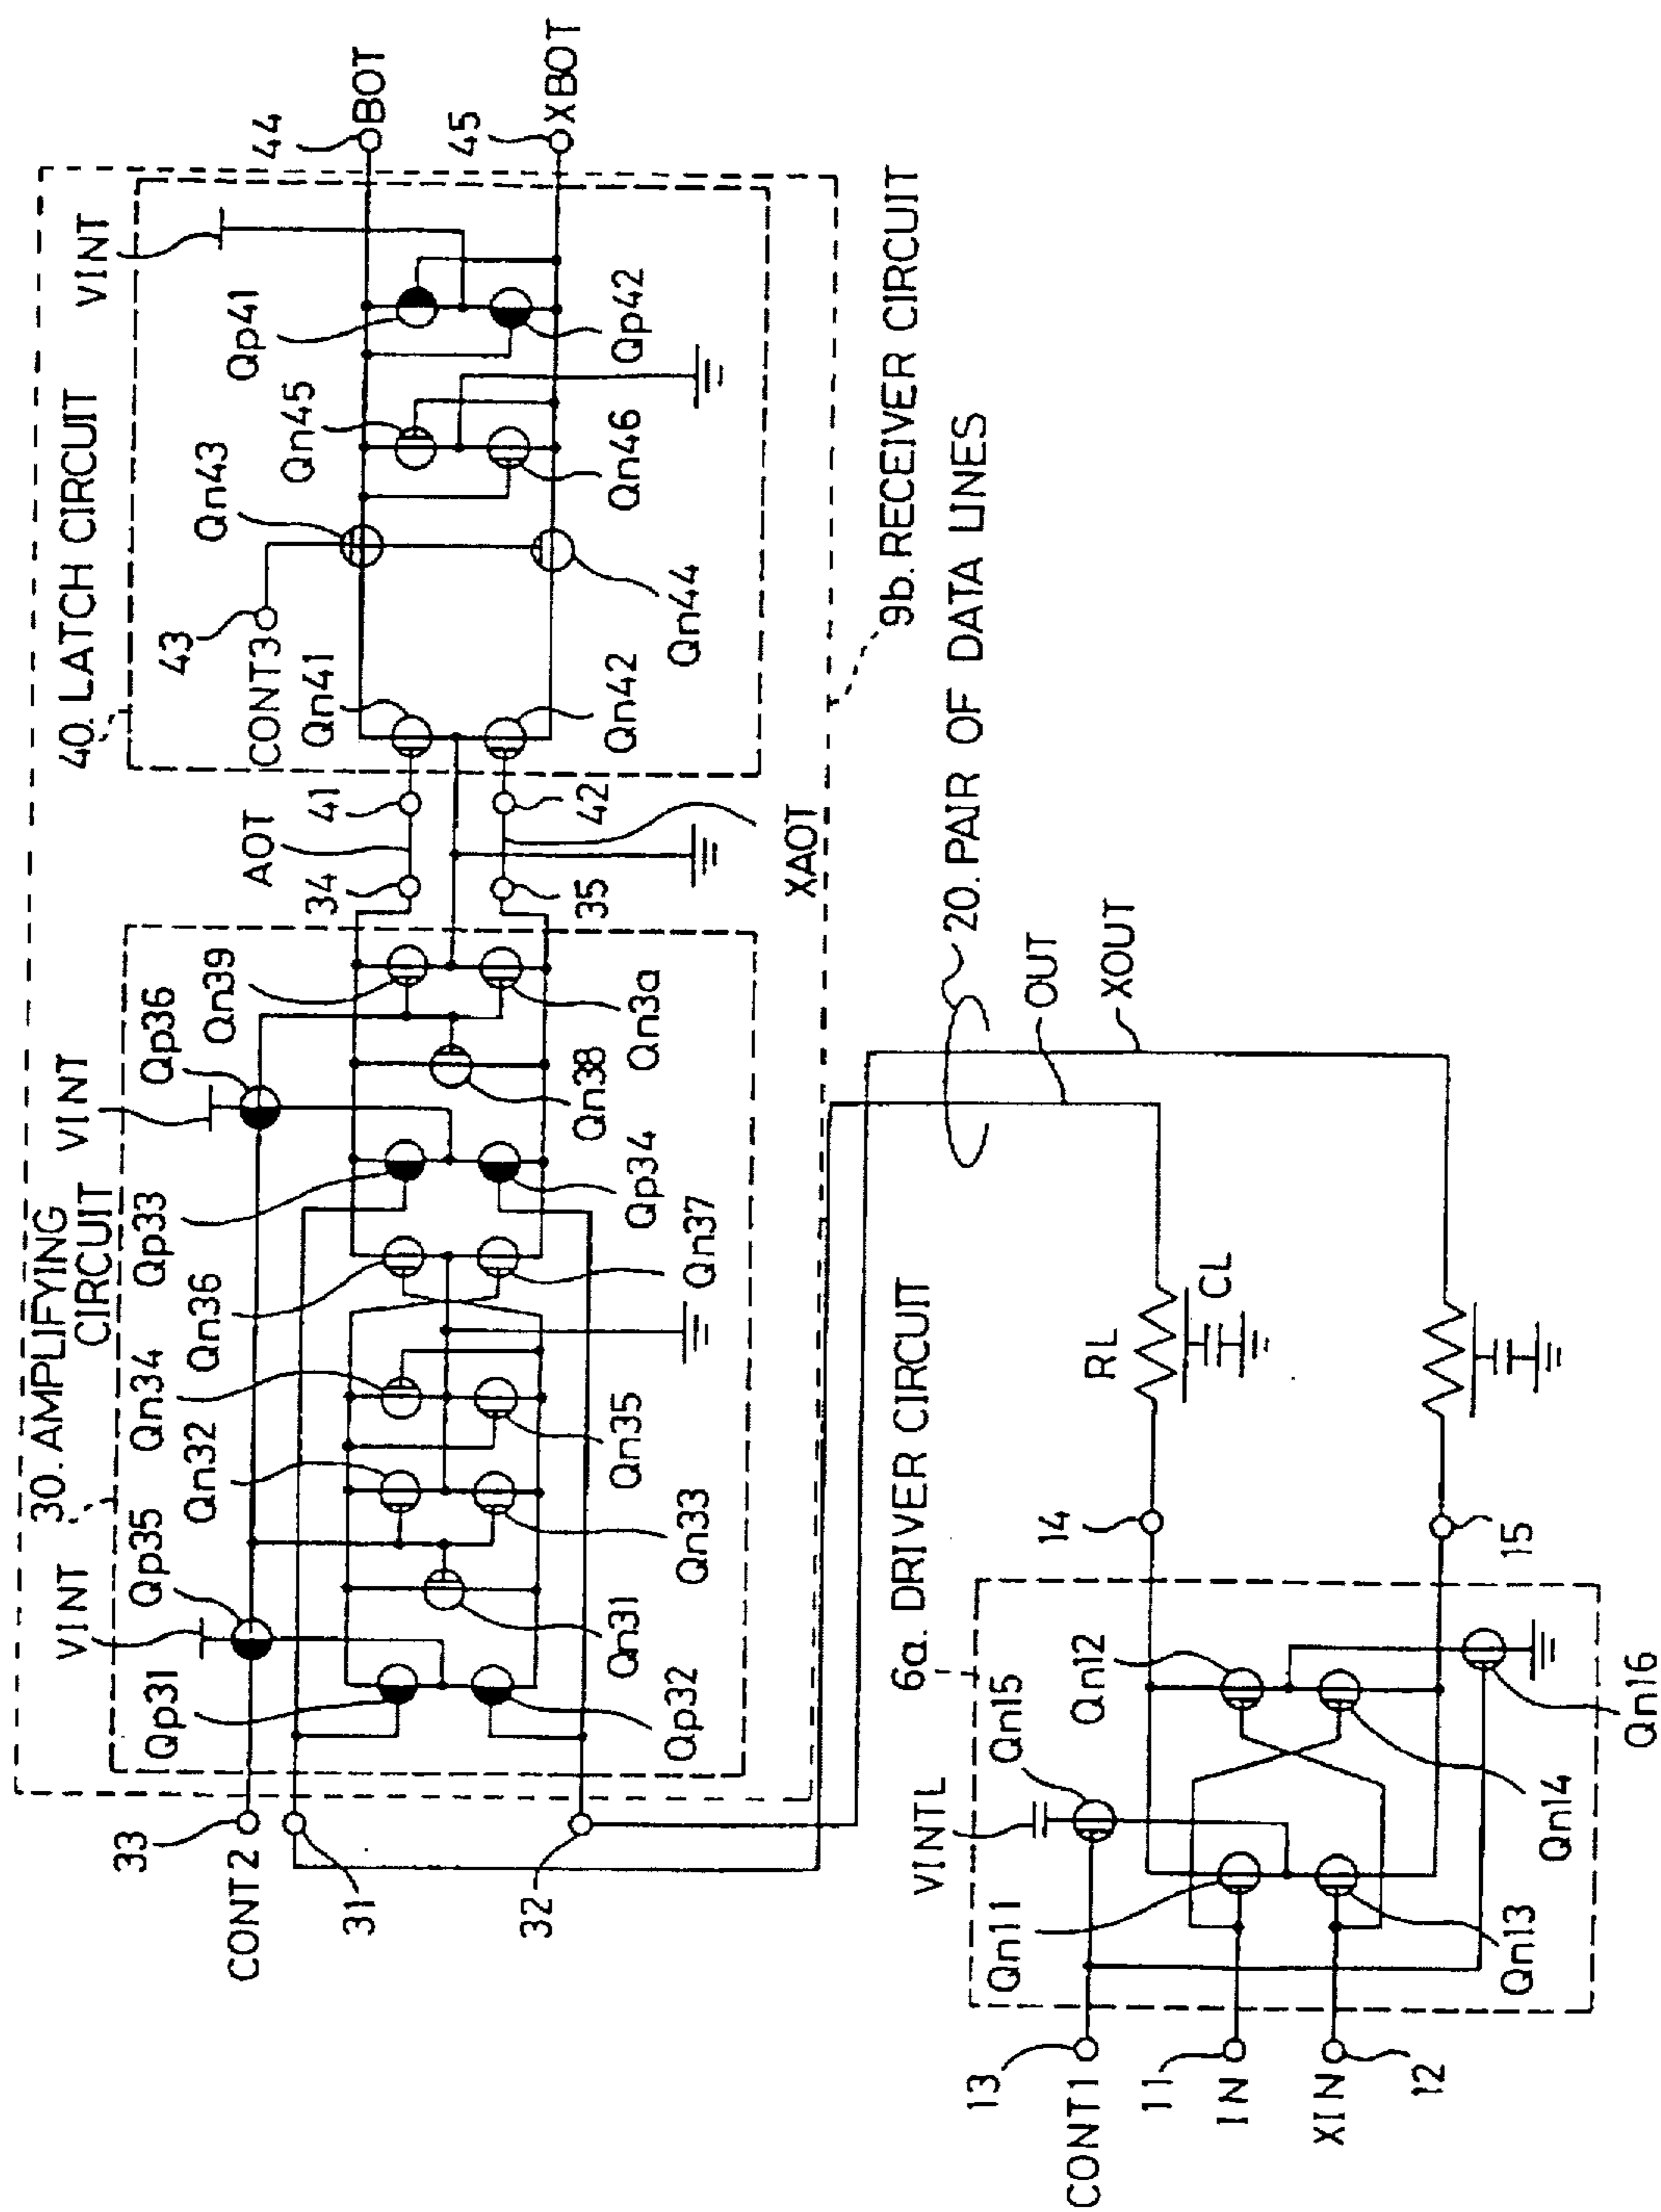 40. LATCH CIRCUIT
VINT
44
BOT
43
CONT3
Qn43
Qn45
Qp41
Qn41
Qn42
Qn44
Qn46
Qp42
45
XBOT
9b. RECEIVER CIRCUIT
30. AMPLIFYING
CIRCUIT
VINT
VINT
Qp35
Qp36
Qp31
Qn32
Qn34
Qn36
Qp33
Qn39
AOT
34
41
33
CONT2
31
32
Qp32
Qn31
Qn33
Qn35
Qn37
Qp34
Qn38
Qn3a
35
42
XAOT
20. PAIR OF DATA LINES
OUT
XOUT
6a. DRIVER CIRCUIT
VINTL
Qn15
Qn12
14
RL
CL
Qn11
13
CONT1
11
IN
XIN
12
Qn13
Qn14
Qn16
15